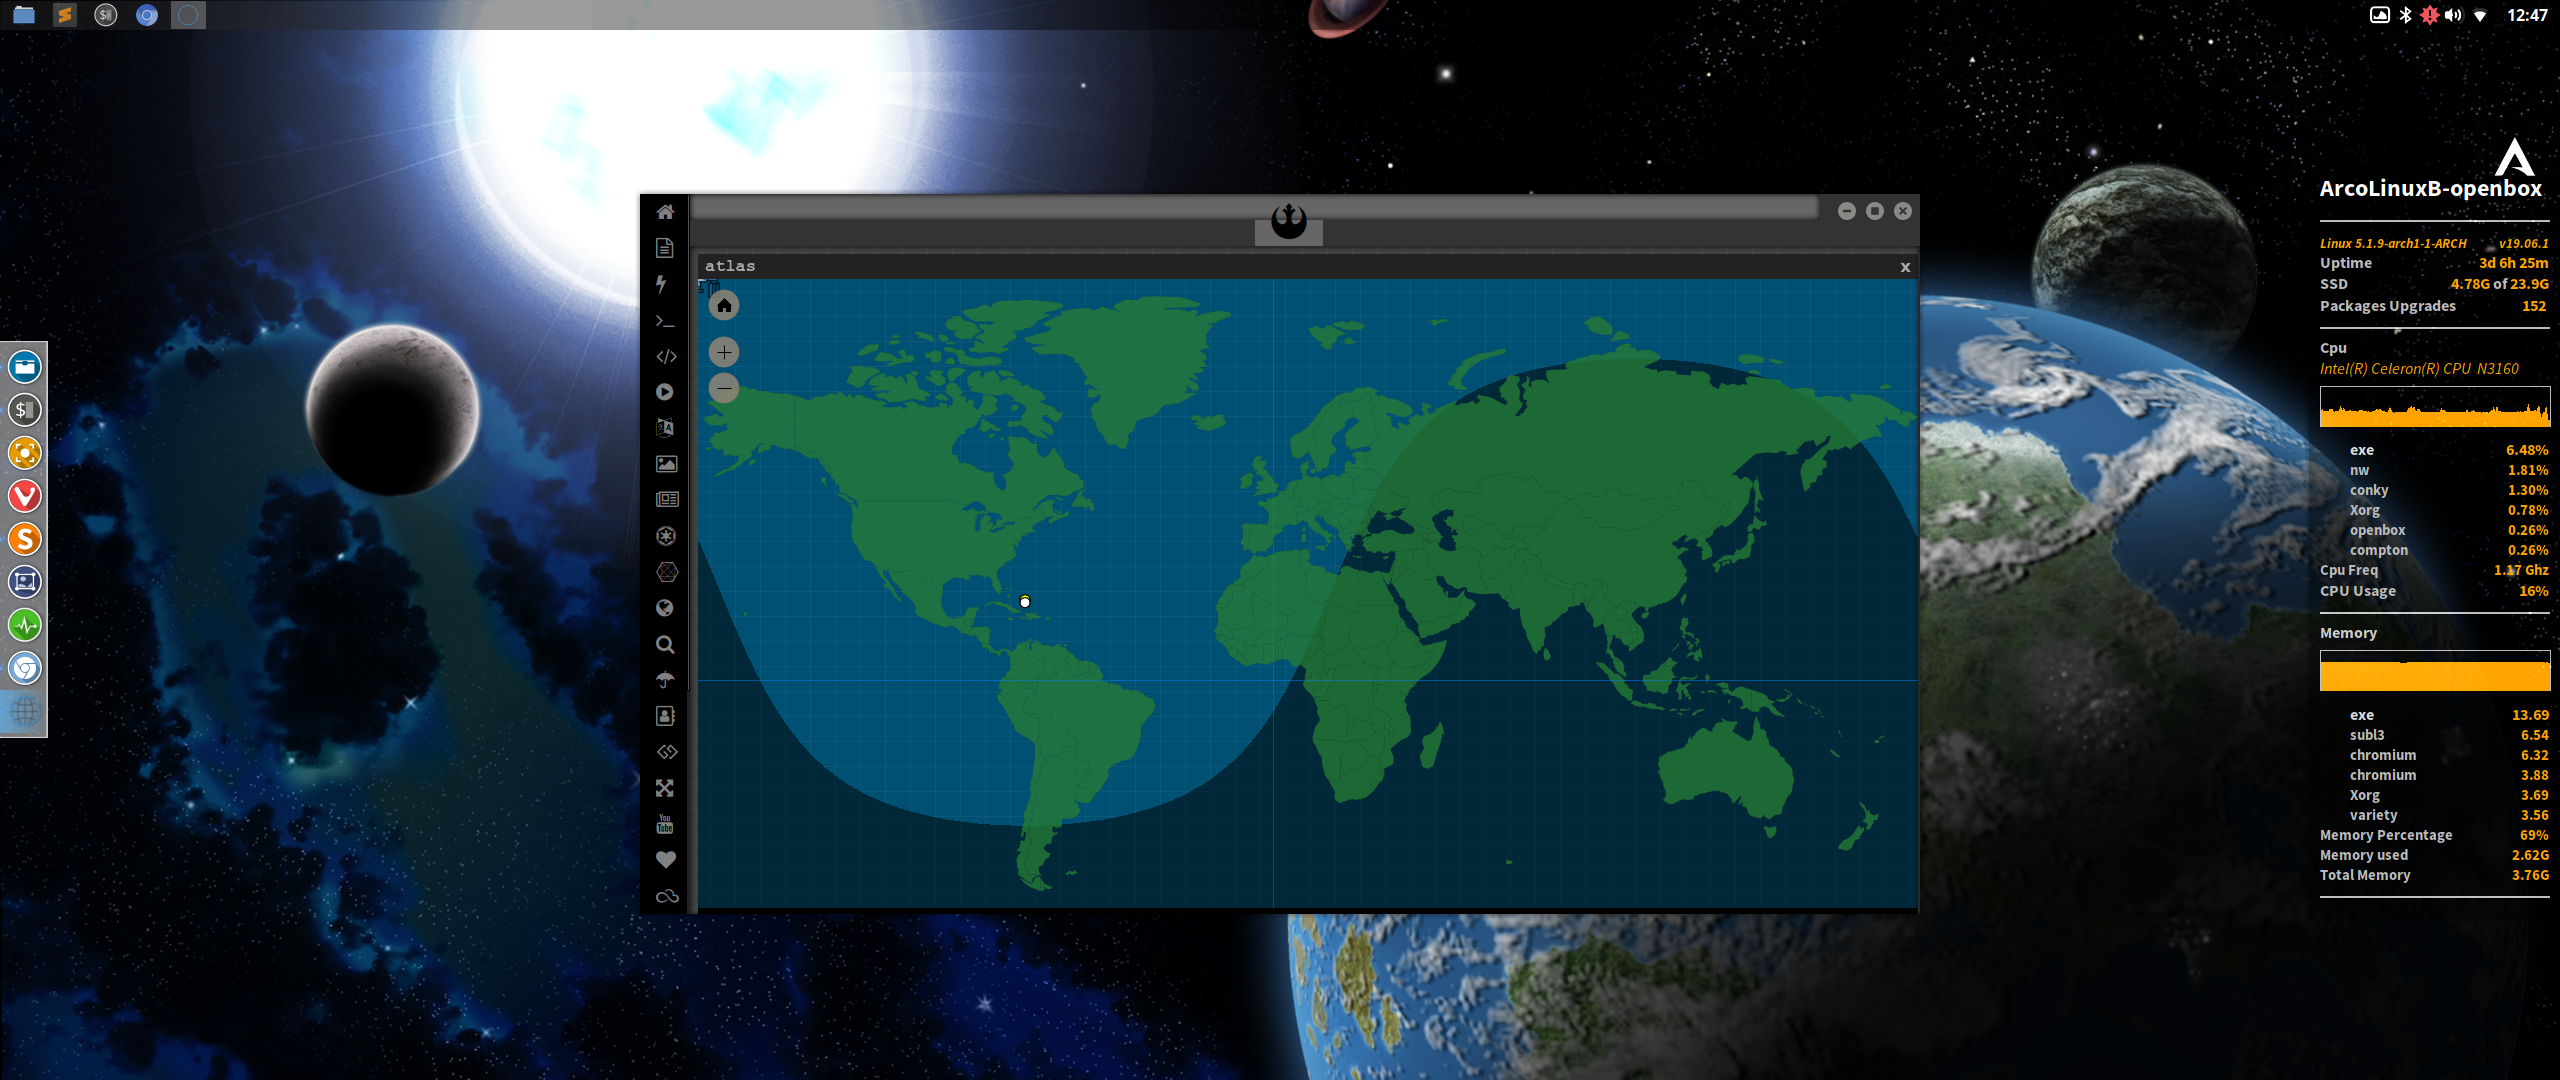 12:47
ArcoLinuxB-openbox
Linux 5.1.9-arch1-1-ARCH v19.06.1
Uptime 3d 6h 25m
SSD 4.78G of 23.9G
Packages Upgrades 152
Cpu
Intel(R) Celeron(R) CPU N3160
exe 6.48%
nw 1.81%
conky 1.30%
Xorg 0.78%
openbox 0.26%
compton 0.26%
Cpu Freq 1.17 Ghz
CPU Usage 16%
Memory
exe 13.69
subl3 6.54
chromium 6.32
chromium 3.88
Xorg 3.69
variety 3.56
Memory Percentage 69%
Memory used 2.62G
Total Memory 3.76G
atlas x
You
Tube